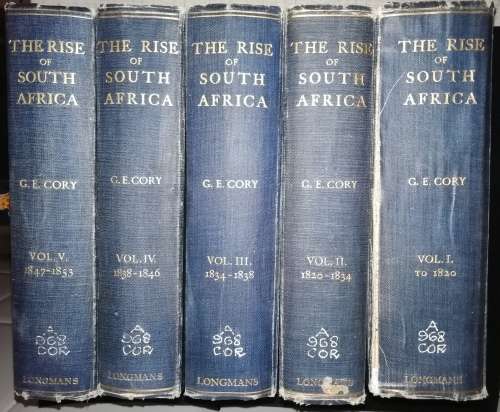 THE RISE
OF
SOUTH
AFRICA
G. E. CORY
VOL. V.
1847-1853
A
968
COR
LONGMANS
THE RISE
OF
SOUTH
AFRICA
G. E. CORY
VOL. IV.
1838-1846
A
968
COR
LONGMANS
THE RISE
OF
SOUTH
AFRICA
G. E. CORY
VOL. III.
1834-1838
A
968
COR
LONGMANS
THE RISE
OF
SOUTH
AFRICA
G. E. CORY
VOL. II.
1820-1834
A
968
COR
LONGMANS
THE RISE
OF
SOUTH
AFRICA
G. E. CORY
VOL. I.
TO 1820
A
968
COR
LONGMANS